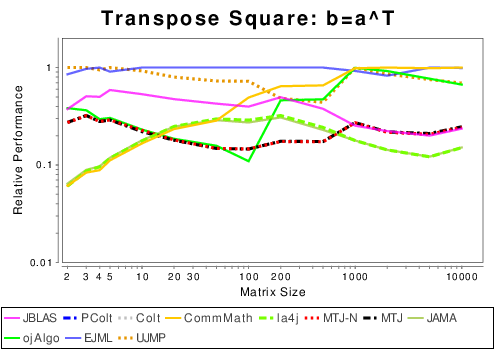 Transpose Square: b=a^T
Relative Performance
1
0.1
0.01
2 3 4 5 10 20 30 100 200 1000 10000
Matrix Size
JBLAS PColt Colt CommMath la4j MTJ-N MTJ JAMA
ojAlgo EJML UJMP